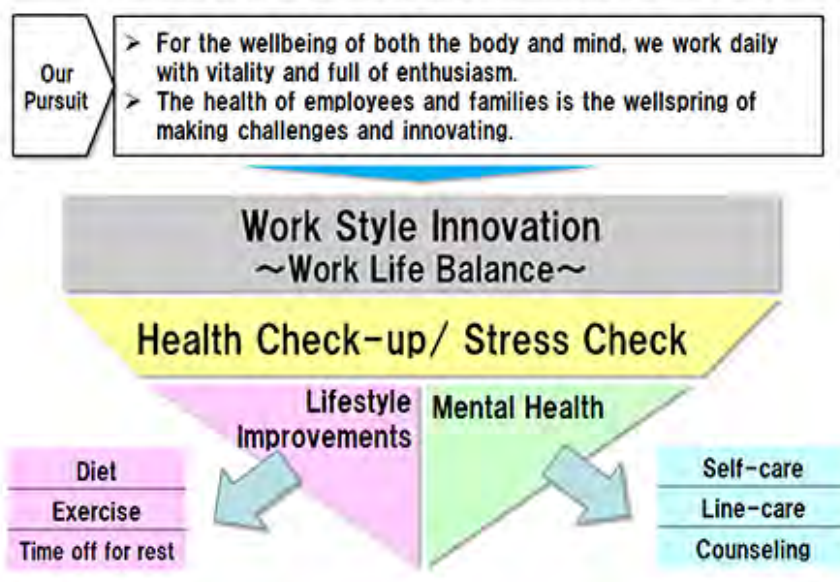 Our
Pursuit
➢ For the wellbeing of both the body and mind, we work daily
with vitality and full of enthusiasm.
➢ The health of employees and families is the wellspring of
making challenges and innovating.
Work Style Innovation
～Work Life Balance～
Health Check-up/ Stress Check
Lifestyle
Improvements
Mental Health
Diet
Exercise
Time off for rest
Self-care
Line-care
Counseling